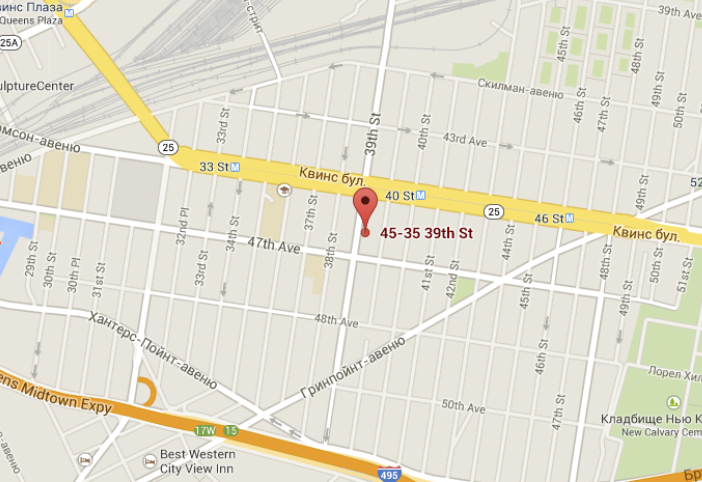 винс Плаза
Queens Plaza
25A
39th Ave
45th St
48th St
46th St
49th St
50th St
Скилман-авеню
ulptureCenter
33rd St
39th St
40th St
43rd Ave
омсон-авеню
авеню
25
33 St
Квинс бул.
40 St
52
25
46 St
Квинс бул.
45-35 39th St
32nd Pl
34th St
37th St
38th St
47th Ave
44th St
29th St
30th St
30th Pl
31st St
33rd St
41st St
42nd St
48th St
50th St
51st St
49th St
45th St
46th St
48th Ave
Хантерс-Пойнт-авеню
Гринпойнт-авеню
50th Ave
47th St
Лорел Хил
Кладбище Нью К
New Calvary Cem
ens Midtown Expy
17W
15
495
Best Western
City View Inn
авеню
Бр